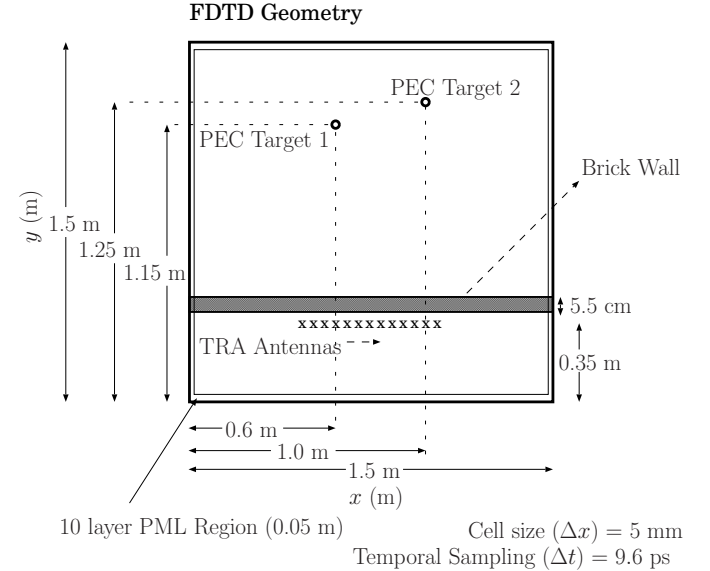 FDTD Geometry
PEC Target 2
PEC Target 1
Brick Wall
y (m)
1.5 m
1.25 m
1.15 m
5.5 cm
xxxxxxxxxxxxx
TRA Antennas
0.35 m
0.6 m
1.0 m
1.5 m
x (m)
10 layer PML Region (0.05 m)
Cell size (Δx) = 5 mm
Temporal Sampling (Δt) = 9.6 ps